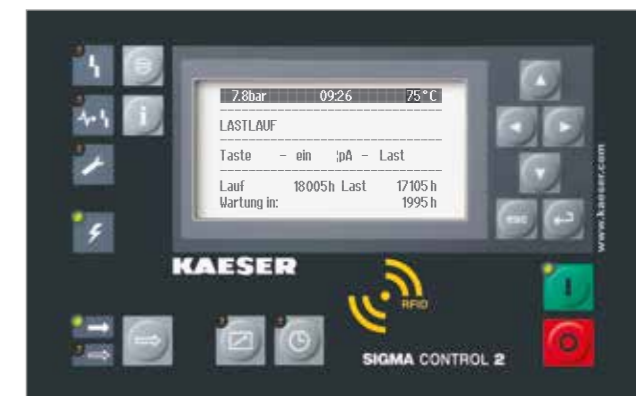 7.8bar 09:26 75°C
LASTLAUF
Taste - ein ¦pA - Last
Lauf 18005h Last 17105h
Wartung in: 1995h
esc
www.kaeser.com
KAESER
RFID
I
O
SIGMA CONTROL 2